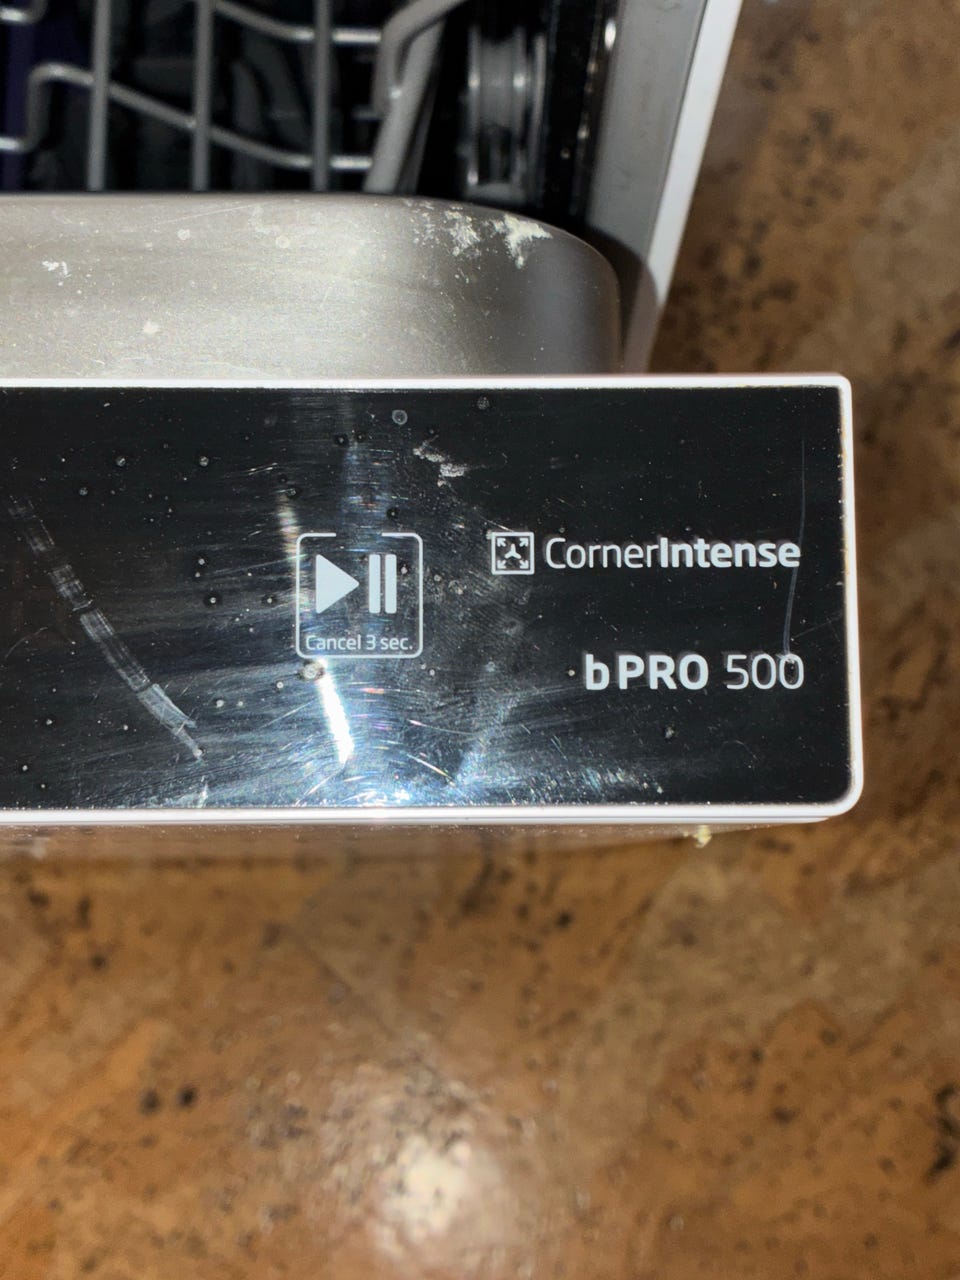 CornerIntense
Cancel 3 sec.
bPRO 500